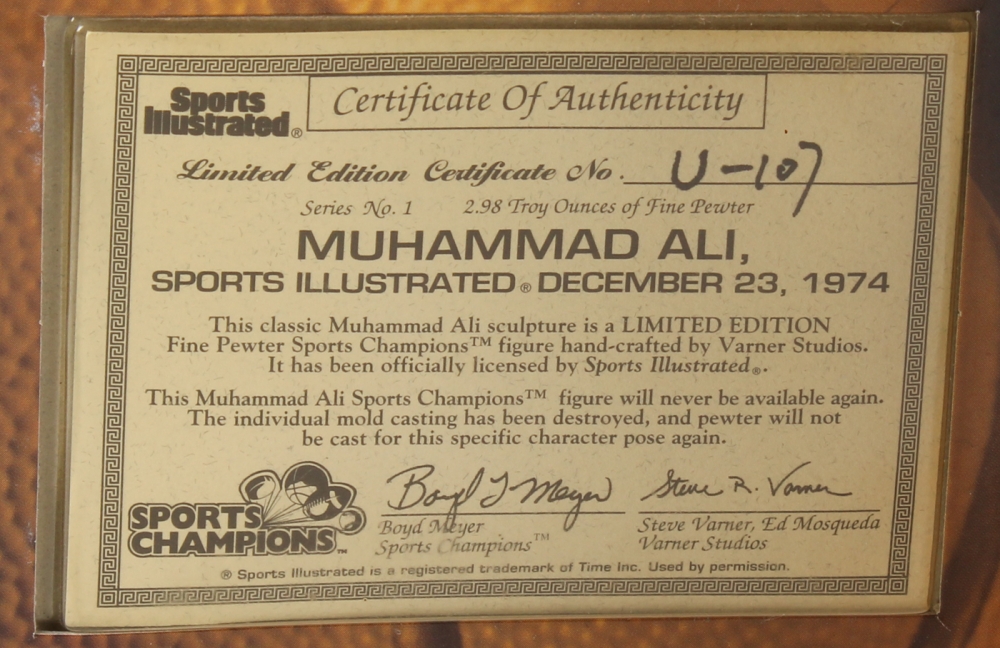 Sports
Illustrated®
Certificate Of Authenticity
Limited Edition Certificate No. U-107
Series No. 1 2.98 Troy Ounces of Fine Pewter
MUHAMMAD ALI,
SPORTS ILLUSTRATED® DECEMBER 23, 1974
This classic Muhammad Ali sculpture is a LIMITED EDITION
Fine Pewter Sports Champions™ figure hand-crafted by Varner Studios.
It has been officially licensed by Sports Illustrated®.
This Muhammad Ali Sports Champions™ figure will never be available again.
The individual mold casting has been destroyed, and pewter will not
be cast for this specific character pose again.
SPORTS
CHAMPIONS™
Boyd J Meyer
Boyd Meyer
Sports Champions™
Steve R. Varner
Steve Varner, Ed Mosqueda
Varner Studios
® Sports Illustrated is a registered trademark of Time Inc. Used by permission.